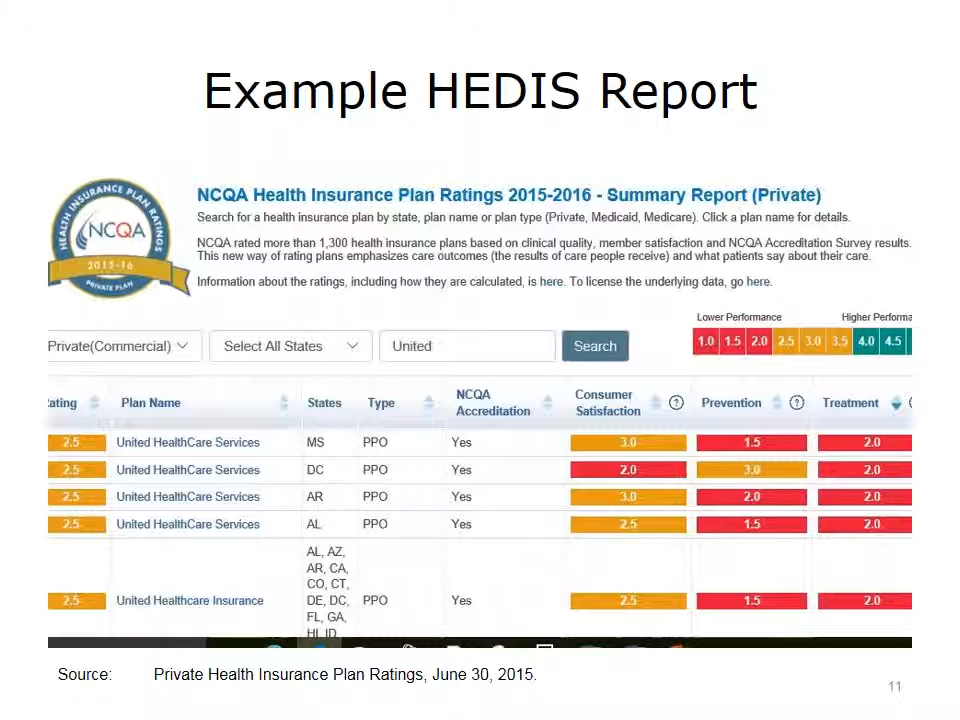 Example HEDIS Report
HEALTH INSURANCE PLAN RATINGS
NCQA
2015-16
PRIVATE PLAN
NCQA Health Insurance Plan Ratings 2015-2016 - Summary Report (Private)
Search for a health insurance plan by state, plan name or plan type (Private, Medicaid, Medicare). Click a plan name for details.
NCQA rated more than 1,300 health insurance plans based on clinical quality, member satisfaction and NCQA Accreditation Survey results.
This new way of rating plans emphasizes care outcomes (the results of care people receive) and what patients say about their care.
Information about the ratings, including how they are calculated, is here. To license the underlying data, go here.
Lower Performance Higher Performa
1.0 1.5 2.0 2.5 3.0 3.5 4.0 4.5
Private(Commercial) Select All States United Search
ating Plan Name States Type NCQA Accreditation Consumer Satisfaction ? Prevention ? Treatment
2.5 United HealthCare Services MS PPO Yes 3.0 1.5 2.0
2.5 United HealthCare Services DC PPO Yes 2.0 3.0 2.0
2.5 United HealthCare Services AR PPO Yes 3.0 2.0 2.0
2.5 United HealthCare Services AL PPO Yes 2.5 1.5 2.0
AL, AZ,
AR, CA,
CO, CT,
2.5 United Healthcare Insurance DE, DC, PPO Yes 2.5 1.5 2.0
FL, GA,
HI, ID
Source: Private Health Insurance Plan Ratings, June 30, 2015.
11